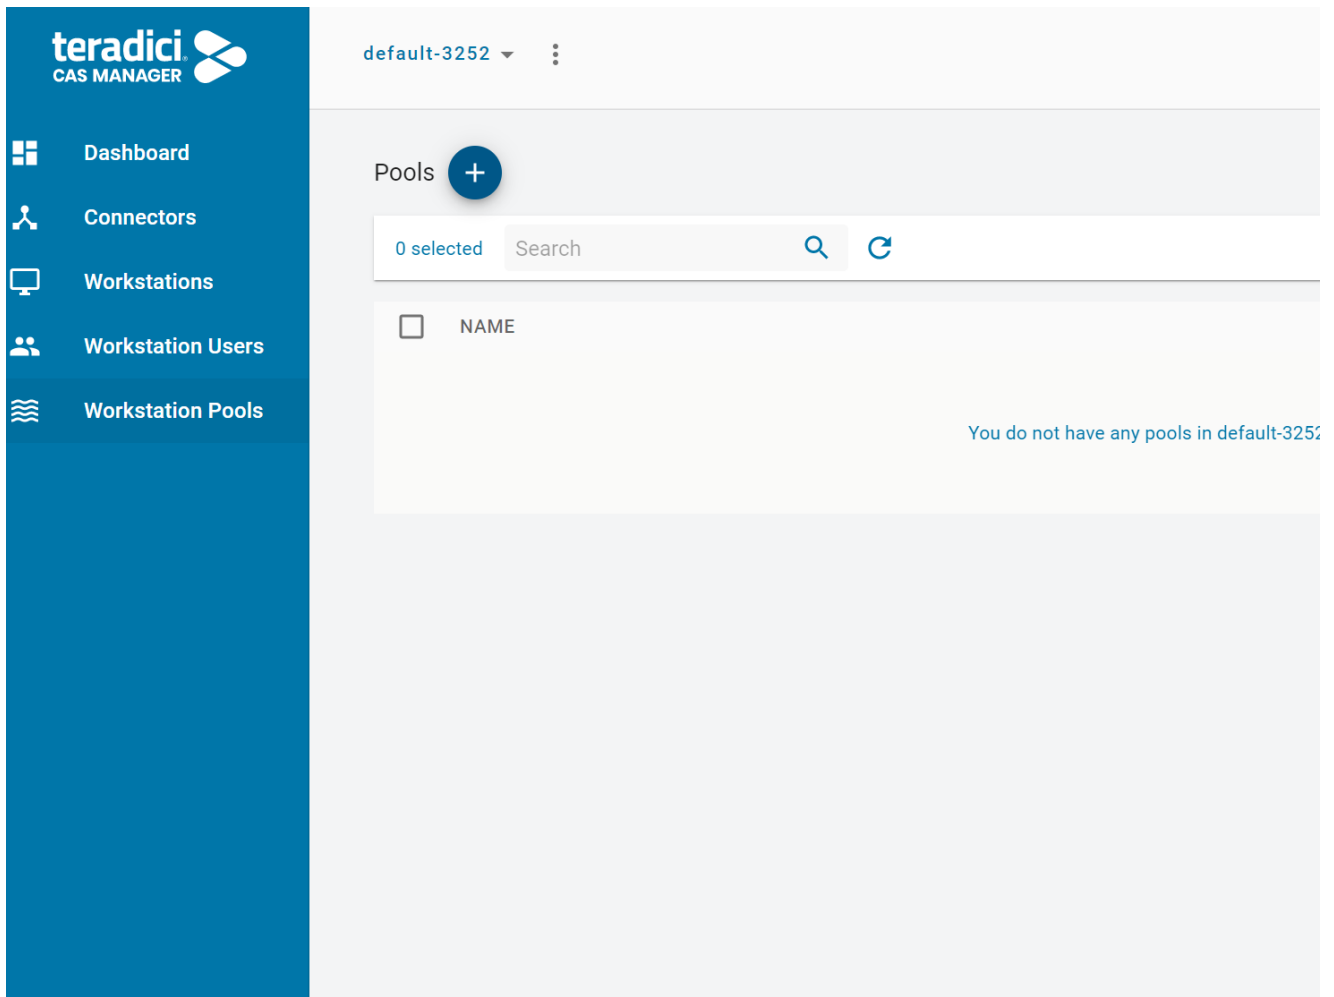 teradici
CAS MANAGER
default-3252
Dashboard
Connectors
Workstations
Workstation Users
Workstation Pools
Pools +
0 selected
Search
NAME
You do not have any pools in default-3252